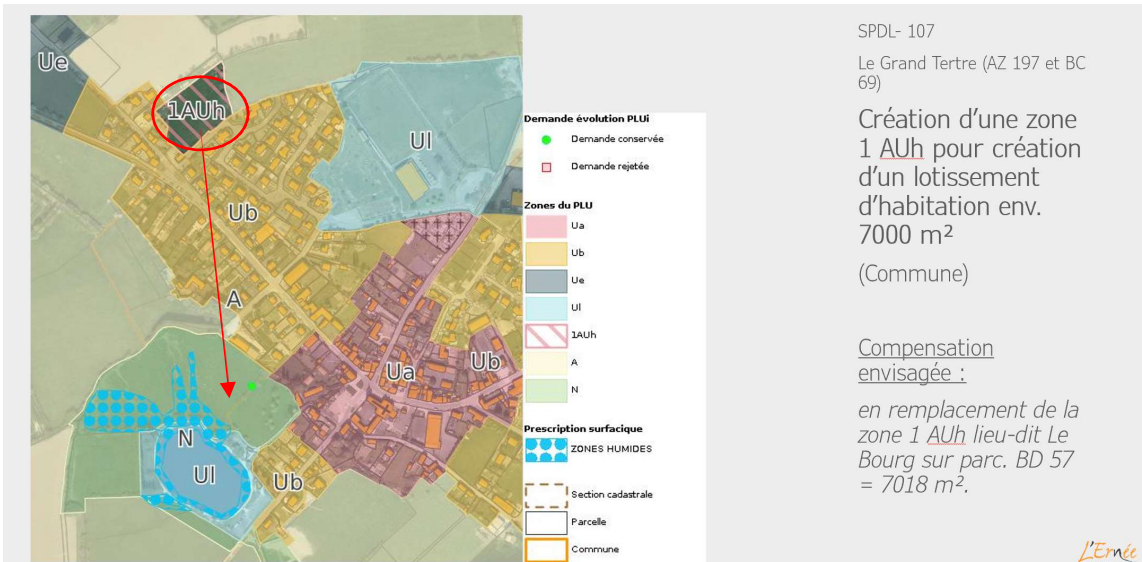 Ue
1AUh
Ul
Ub
A
Ua
Ub
N
Ul
Ub
Demande évolution PLUi
Demande conservée
Demande rejetée
Zones du PLU
Ua
Ub
Ue
Ul
1AUh
A
N
Prescription surfacique
ZONES HUMIDES
Section cadastrale
Parcelle
Commune
SPDL- 107
Le Grand Tertre (AZ 197 et BC
69)
Création d’une zone
1 AUh pour création
d’un lotissement
d’habitation env.
7000 m²
(Commune)
Compensation
envisagée :
en remplacement de la
zone 1 AUh lieu-dit Le
Bourg sur parc. BD 57
= 7018 m².
L'Ernée